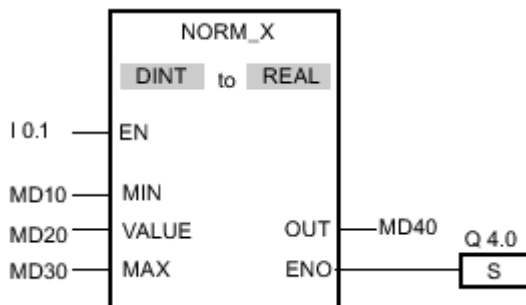 NORM_X
DINT to REAL
I 0.1 EN
MD10 MIN
MD20 VALUE OUT MD40
Q 4.0
MD30 MAX ENO S